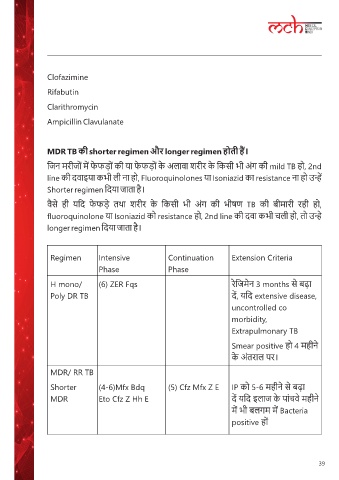 mch
Clofazimine
Rifabutin
Clarithromycin
Ampicillin Clavulanate
MDR TB की shorter regimen और longer regimen होती हैं।
जिन मरीजों में फेफड़ों की या फेफड़ों के अलावा शरीर के किसी भी अंग की mild TB हो, 2nd
line की दवाइया कभी ली ना हो, Fluoroquinolones या Isoniazid का resistance ना हो उन्हें
Shorter regimen दिया जाता है।
वैसे ही यदि फेफड़े तथा शरीर के किसी भी अंग की भीषण TB की बीमारी रही हो,
fluoroquinolone या Isoniazid को resistance हो, 2nd line की दवा कभी चली हो, तो उन्हें
longer regimen दिया जाता है।
Regimen Intensive Continuation Extension Criteria
Phase Phase
H mono/ (6) ZER Fqs रेजिमेन 3 months से बढ़ा
Poly DR TB दें, यदि extensive disease,
uncontrolled co
morbidity,
Extrapulmonary TB
Smear positive हो 4 महीने
के अंतराल पर।
MDR/ RR TB
Shorter (4-6)Mfx Bdq (5) Cfz Mfx Z E IP को 5-6 महीने से बढ़ा
MDR Eto Cfz Z Hh E दें यदि इलाज के पांचवे महीने
में भी बलगम में Bacteria
positive हों
39